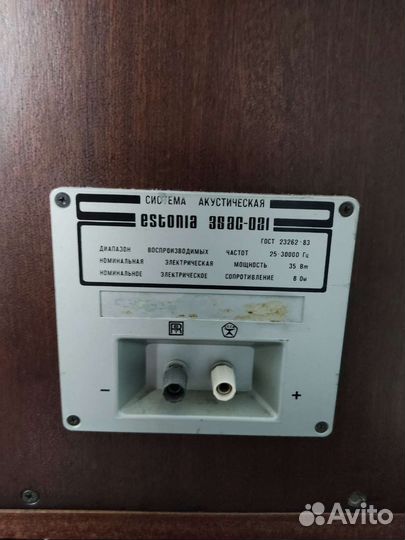 СИСТЕМА АКУСТИЧЕСКАЯ
estonia 35AC-021
ГОСТ 23262-83
ДИАПАЗОН ВОСПРОИЗВОДИМЫХ ЧАСТОТ 25-30000 Гц
НОМИНАЛЬНАЯ ЭЛЕКТРИЧЕСКАЯ МОЩНОСТЬ 35 Вт
НОМИНАЛЬНОЕ ЭЛЕКТРИЧЕСКОЕ СОПРОТИВЛЕНИЕ 8 Ом
− +
Avito